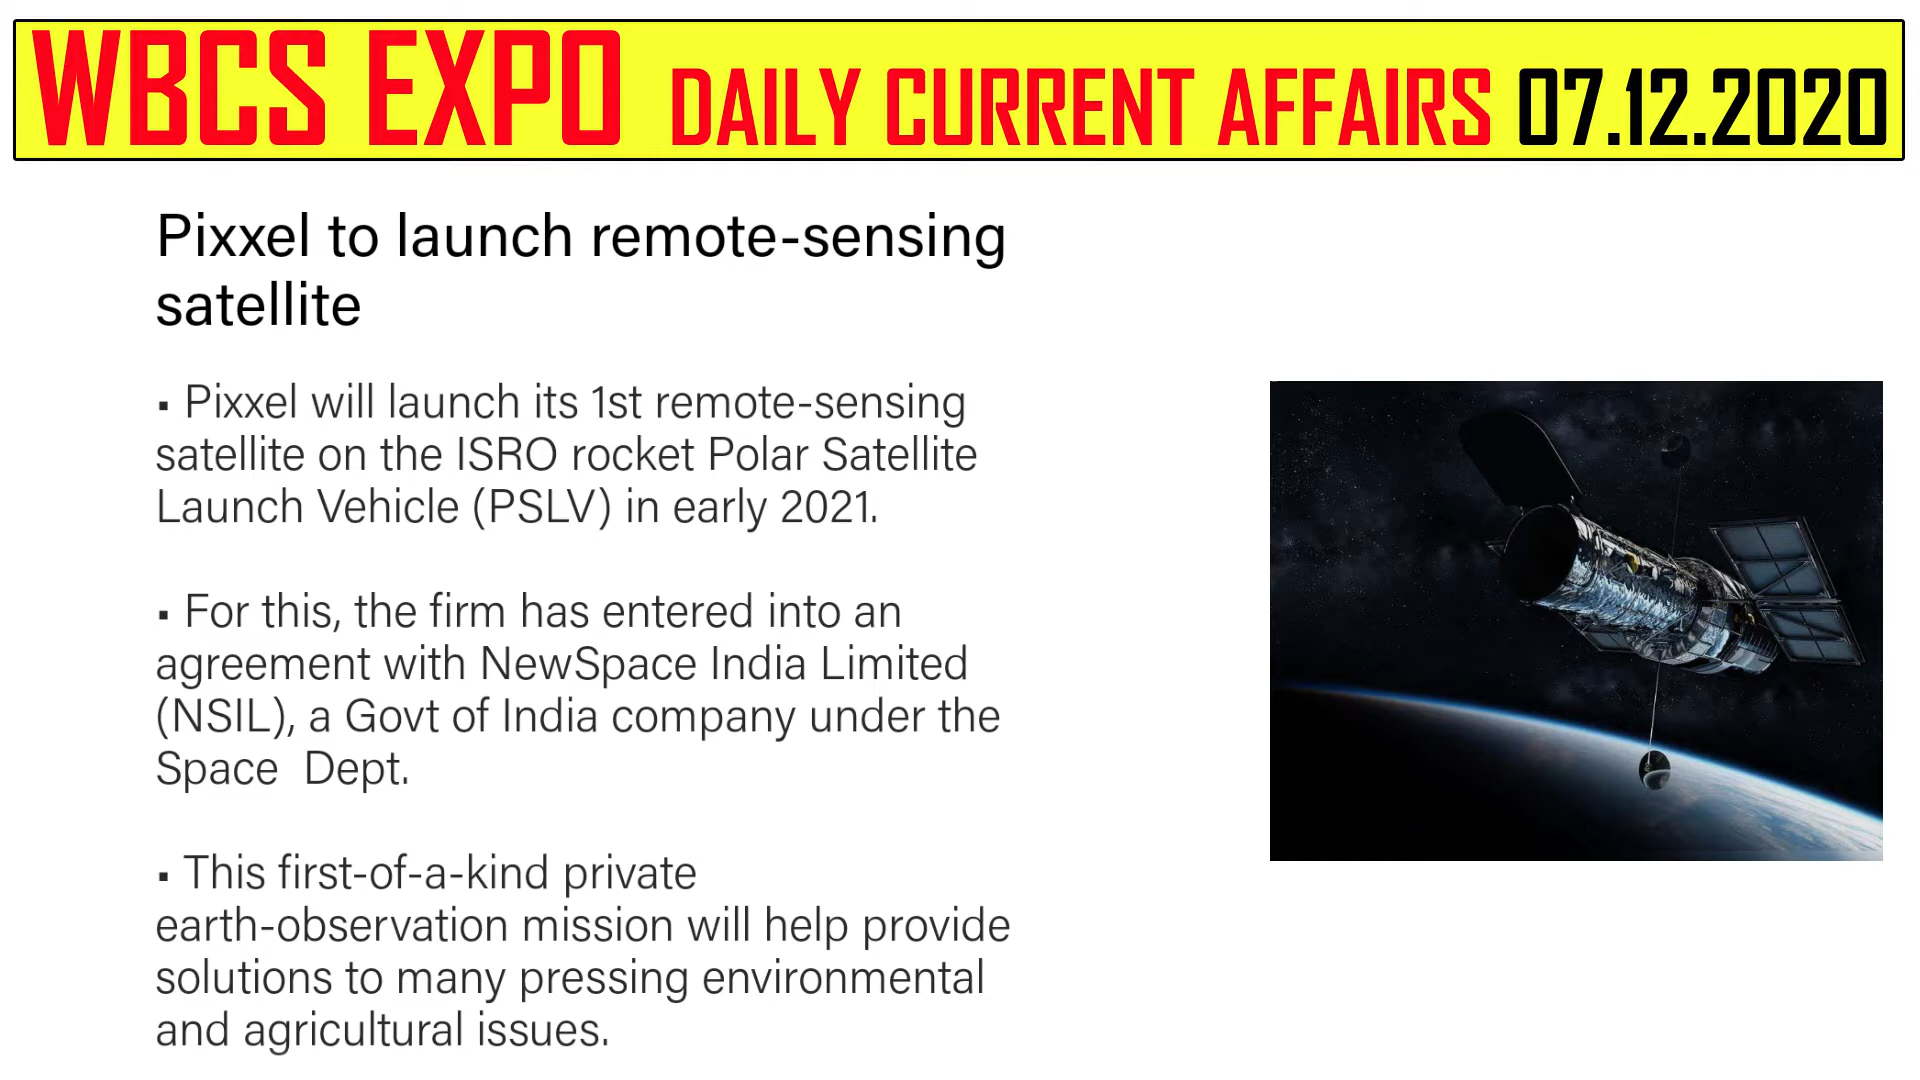 WBCS EXPO DAILY CURRENT AFFAIRS 07.12.2020
Pixxel to launch remote-sensing
satellite
▪ Pixxel will launch its 1st remote-sensing
satellite on the ISRO rocket Polar Satellite
Launch Vehicle (PSLV) in early 2021.
▪ For this, the firm has entered into an
agreement with NewSpace India Limited
(NSIL), a Govt of India company under the
Space  Dept.
▪ This first-of-a-kind private
earth-observation mission will help provide
solutions to many pressing environmental
and agricultural issues.